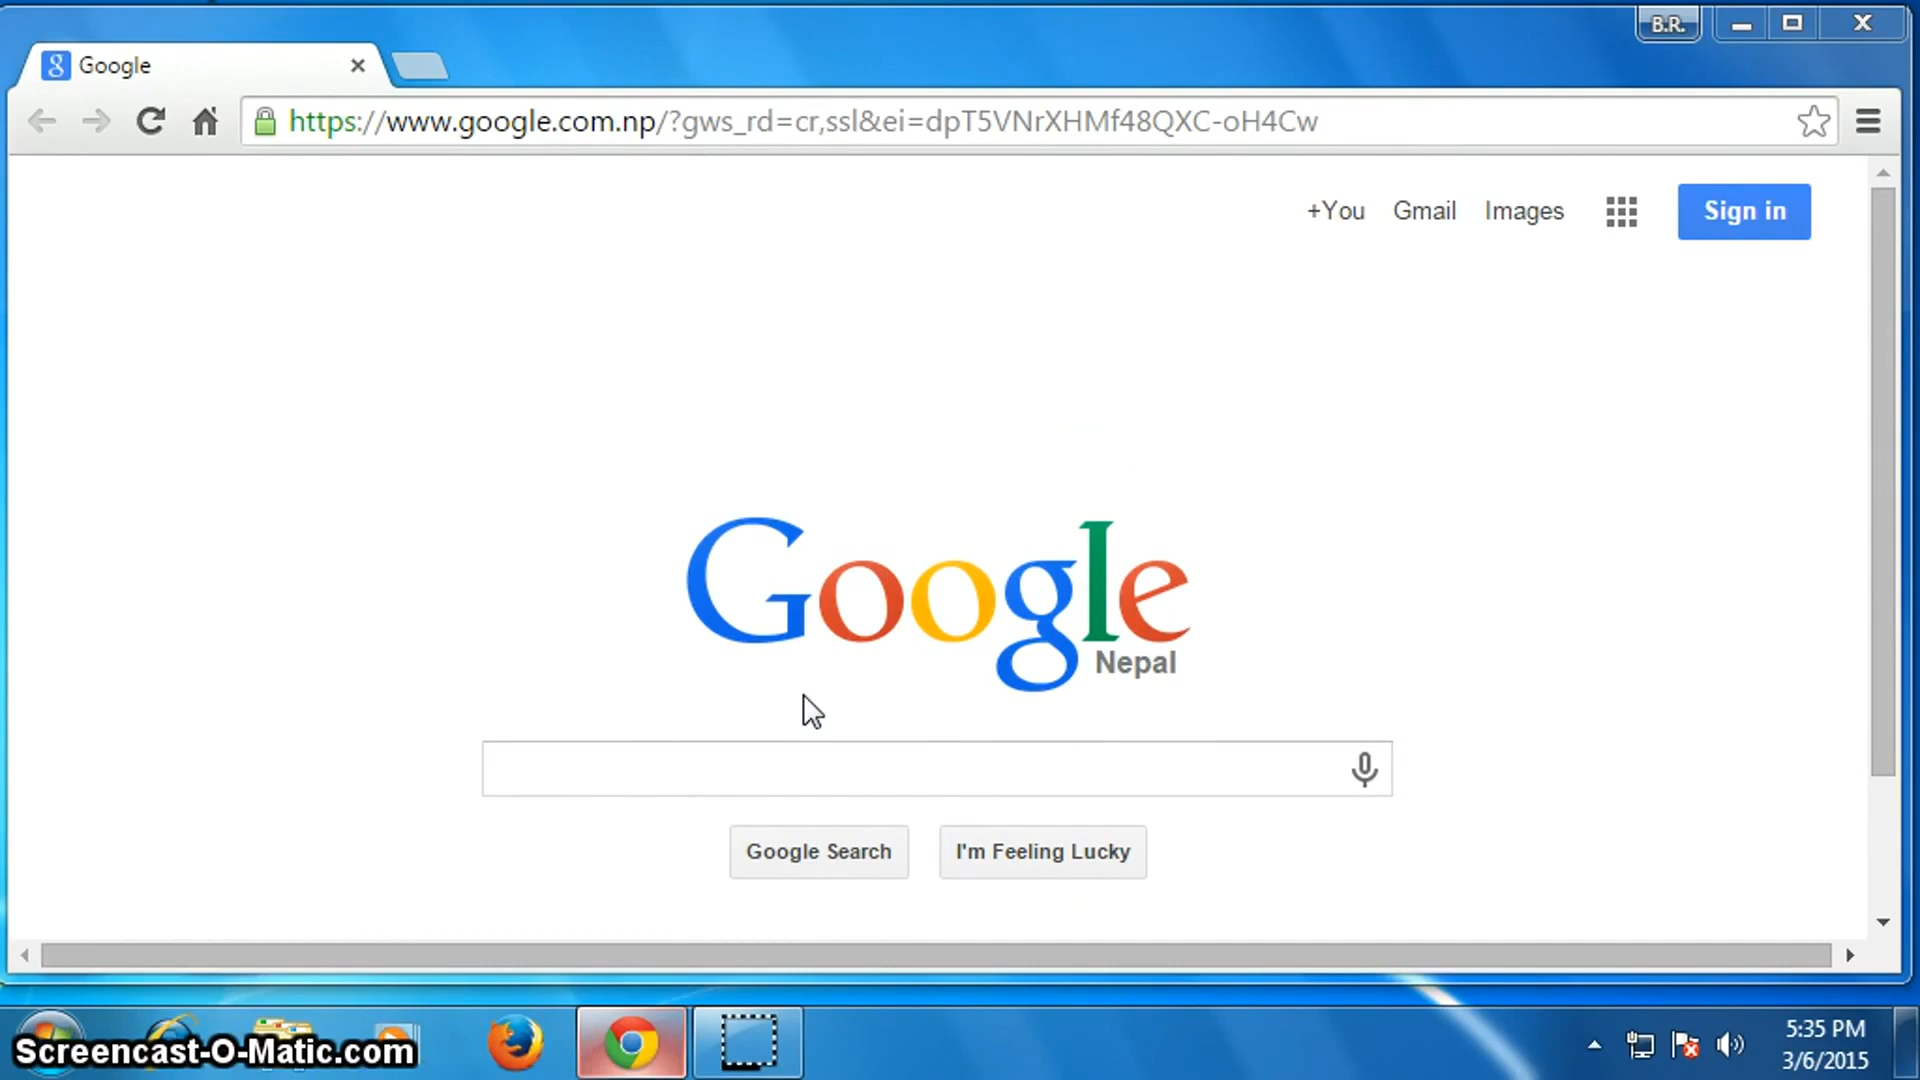 B.R.
Google
https://www.google.com.np/?gws_rd=cr,ssl&ei=dpT5VNrXHMf48QXC-oH4Cw
+You Gmail Images Sign in
Google
Nepal
Google Search I'm Feeling Lucky
Screencast-O-Matic.com
5:35 PM
3/6/2015